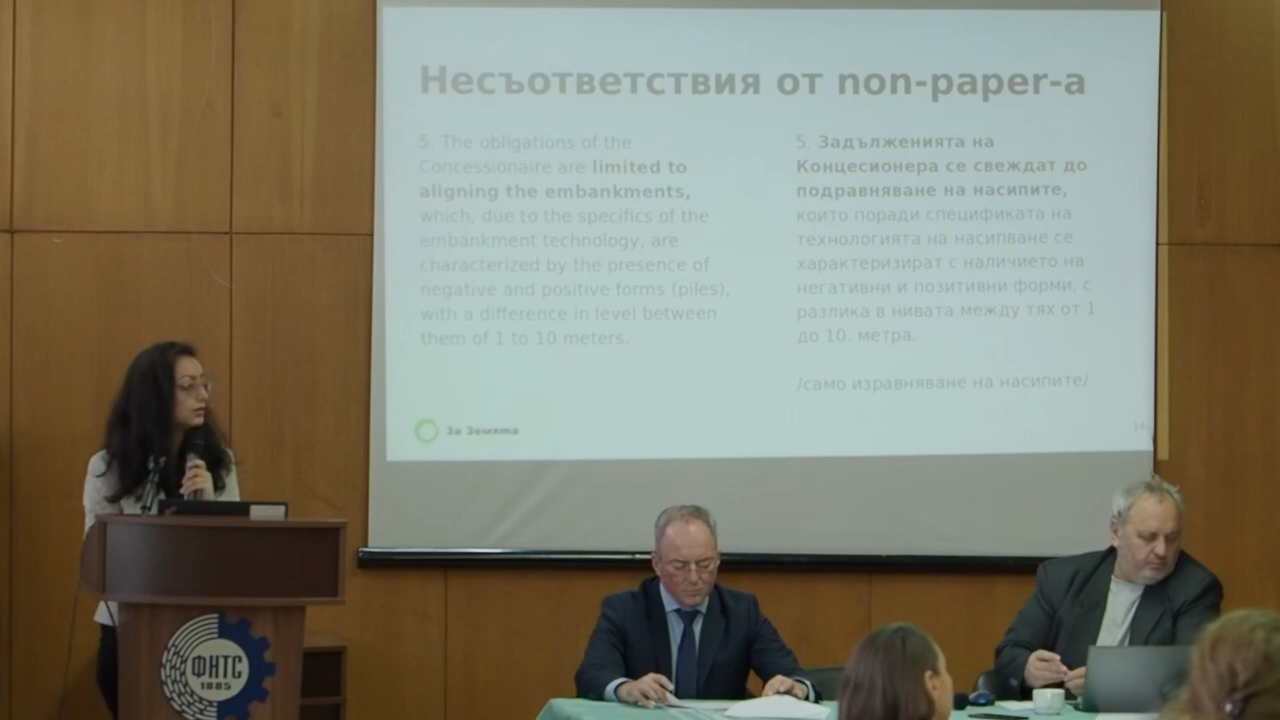 Несъответствия от non-paper-а
5. The obligations of the
Concessionaire are limited to
aligning the embankments,
which, due to the specifics of the
embankment technology, are
characterized by the presence of
negative and positive forms (piles),
with a difference in level between
them of 1 to 10 meters.
5. Задълженията на
Концесионера се свеждат до
подравняване на насипите,
които поради спецификата на
технологията на насипване се
характеризират с наличието на
негативни и позитивни форми, с
разлика в нивата между тях от 1
до 10. метра.
/само изравняване на насипите/
За Земята
14
ФНТС
1885